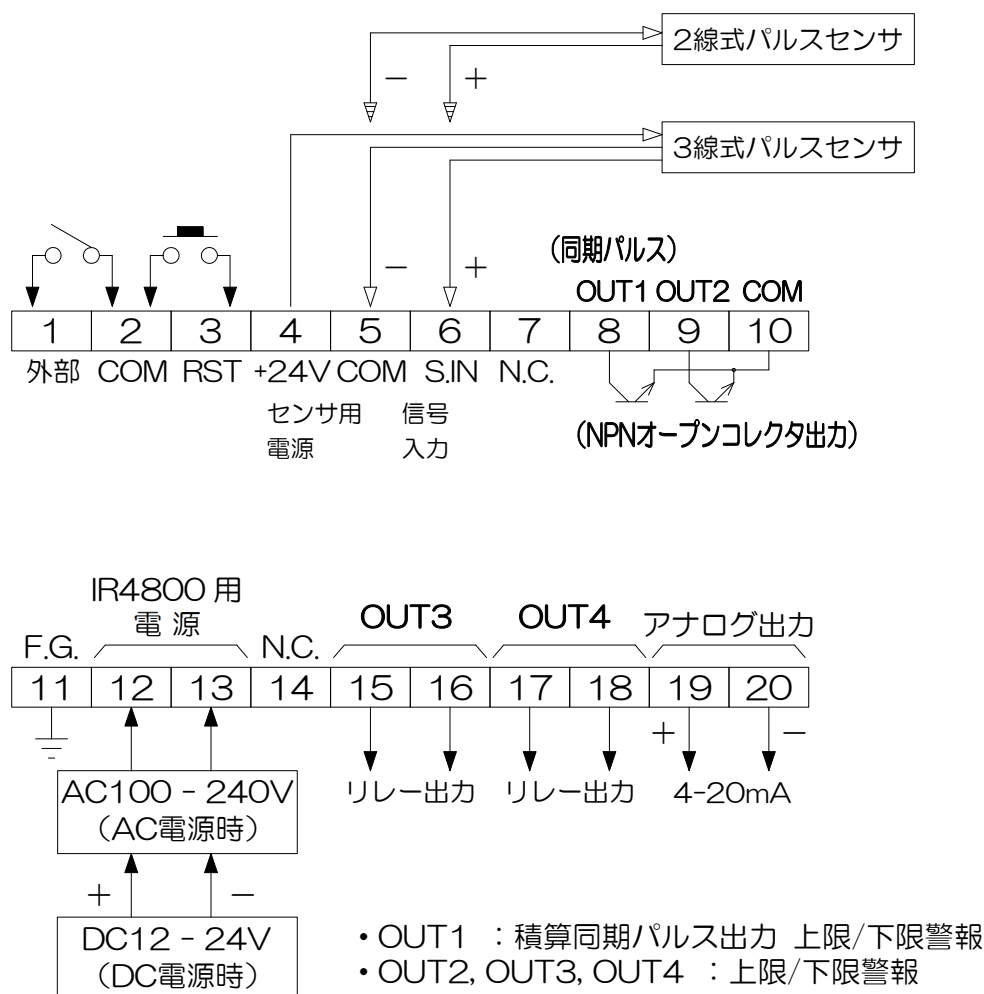 2線式パルスセンサ
− +
3線式パルスセンサ
(同期パルス)
− +
OUT1 OUT2 COM
1 2 3 4 5 6 7 8 9 10
外部 COM RST +24V COM S.IN N.C.
センサ用 信号
電源 入力
(NPNオープンコレクタ出力)
IR4800 用
電 源
OUT3 OUT4 アナログ出力
F.G. N.C.
11 12 13 14 15 16 17 18 19 20
+ −
AC100 - 240V
(AC電源時)
リレー出力 リレー出力 4-20mA
+ −
DC12 - 24V
(DC電源時)
・OUT1 :積算同期パルス出力 上限/下限警報
・OUT2, OUT3, OUT4 :上限/下限警報